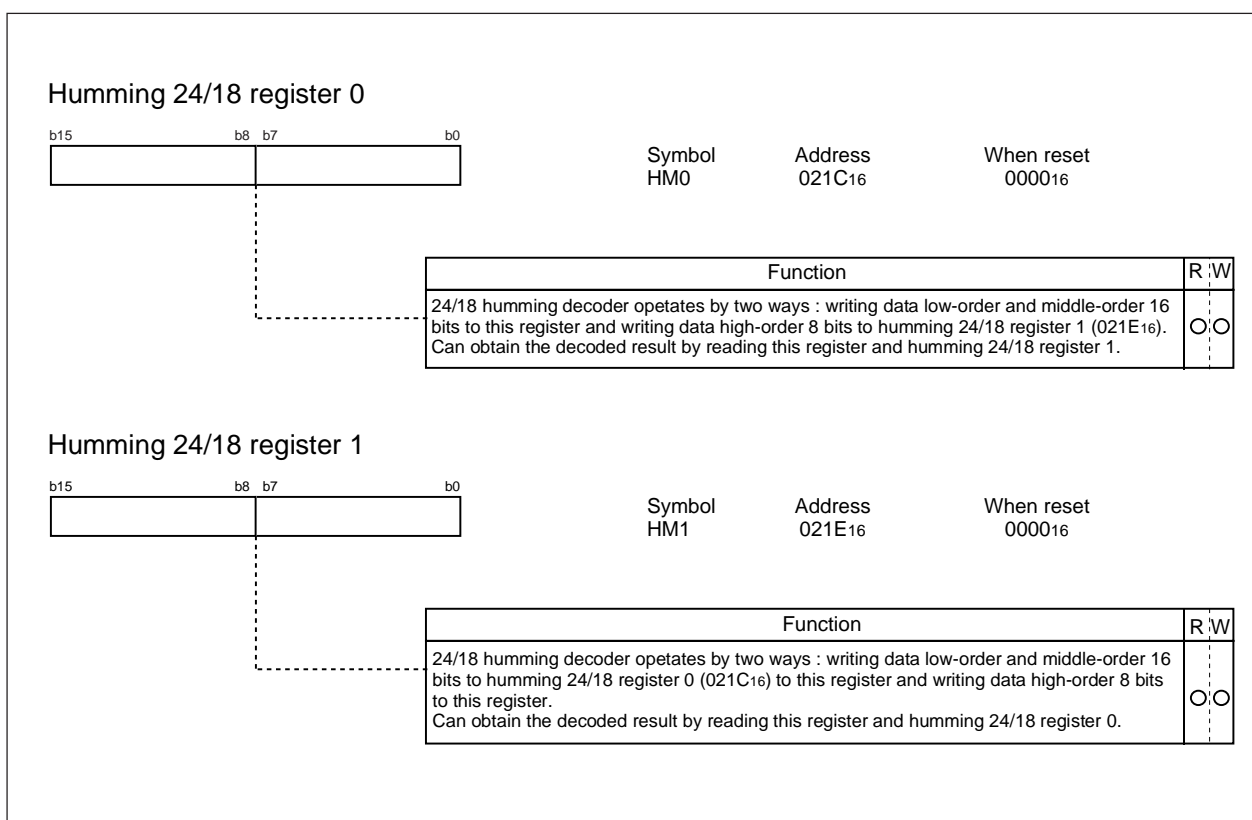 Humming 24/18 register 0
b15 b8 b7 b0
Symbol Address When reset
HM0 021C16 000016
Function R W
24/18 humming decoder opetates by two ways : writing data low-order and middle-order 16
bits to this register and writing data high-order 8 bits to humming 24/18 register 1 (021E16).
Can obtain the decoded result by reading this register and humming 24/18 register 1.
Humming 24/18 register 1
b15 b8 b7 b0
Symbol Address When reset
HM1 021E16 000016
Function R W
24/18 humming decoder opetates by two ways : writing data low-order and middle-order 16
bits to humming 24/18 register 0 (021C16) to this register and writing data high-order 8 bits
to this register.
Can obtain the decoded result by reading this register and humming 24/18 register 0.